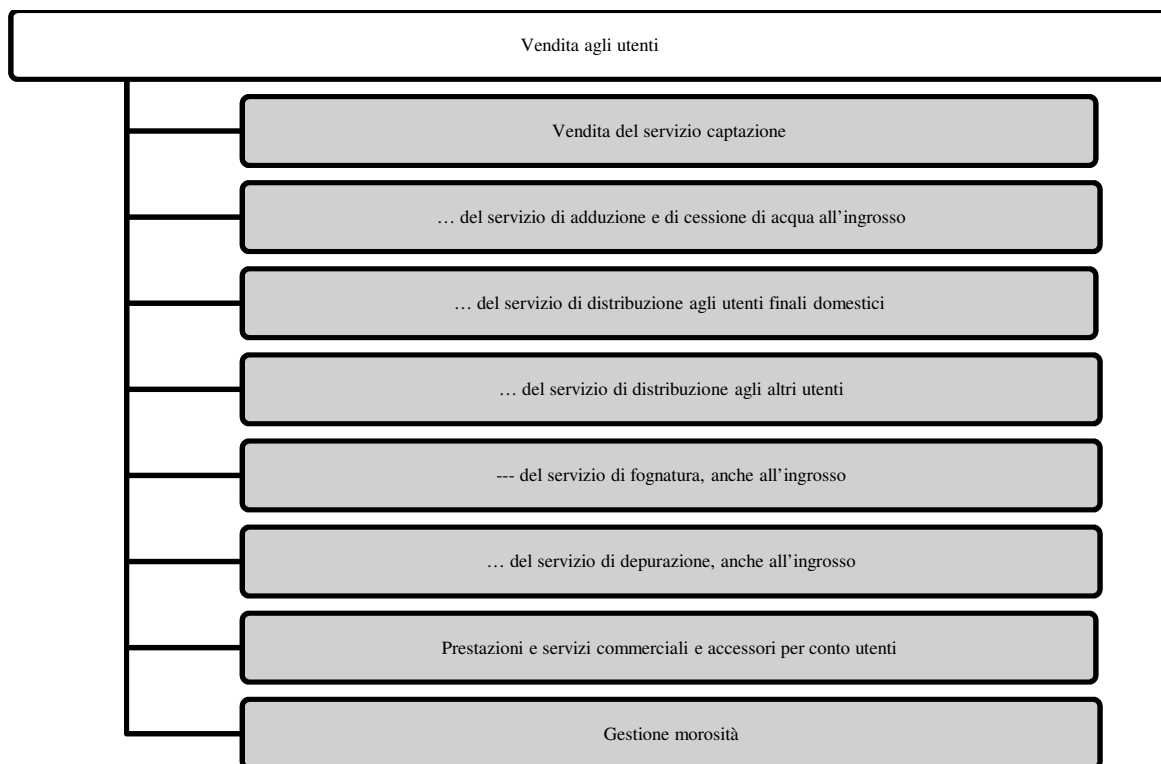 Vendita agli utenti
Vendita del servizio captazione
… del servizio di adduzione e di cessione di acqua all’ingrosso
… del servizio di distribuzione agli utenti finali domestici
… del servizio di distribuzione agli altri utenti
--- del servizio di fognatura, anche all’ingrosso
… del servizio di depurazione, anche all’ingrosso
Prestazioni e servizi commerciali e accessori per conto utenti
Gestione morosità